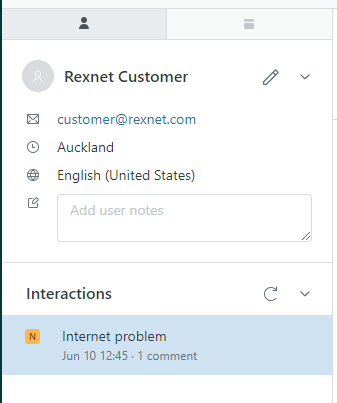 Rexnet Customer
customer@rexnet.com
Auckland
English (United States)
Add user notes
Interactions
N
Internet problem
Jun 10 12:45 · 1 comment